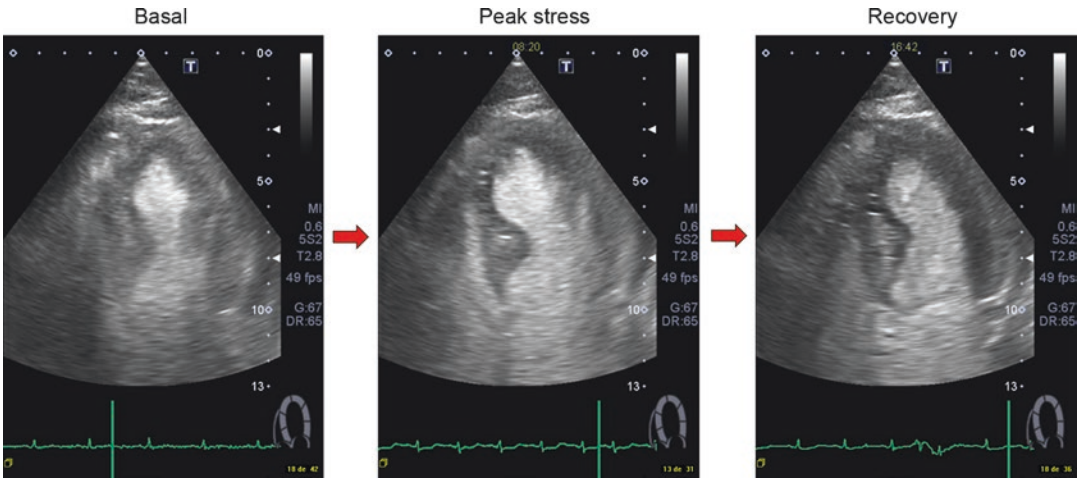 Basal
Peak stress
Recovery
0
T
5
MI
0.6
5S2
T2.8
49 fps
10
G:67
DR:65
13
18 de 42
08:20
0
T
5
MI
0.6
5S2
T2.8
49 fps
10
G:67
DR:65
13
13 de 31
16:42
0
T
5
MI
5S2
T2.8
49 fps
10
G:67
DR:65
13
18 de 36